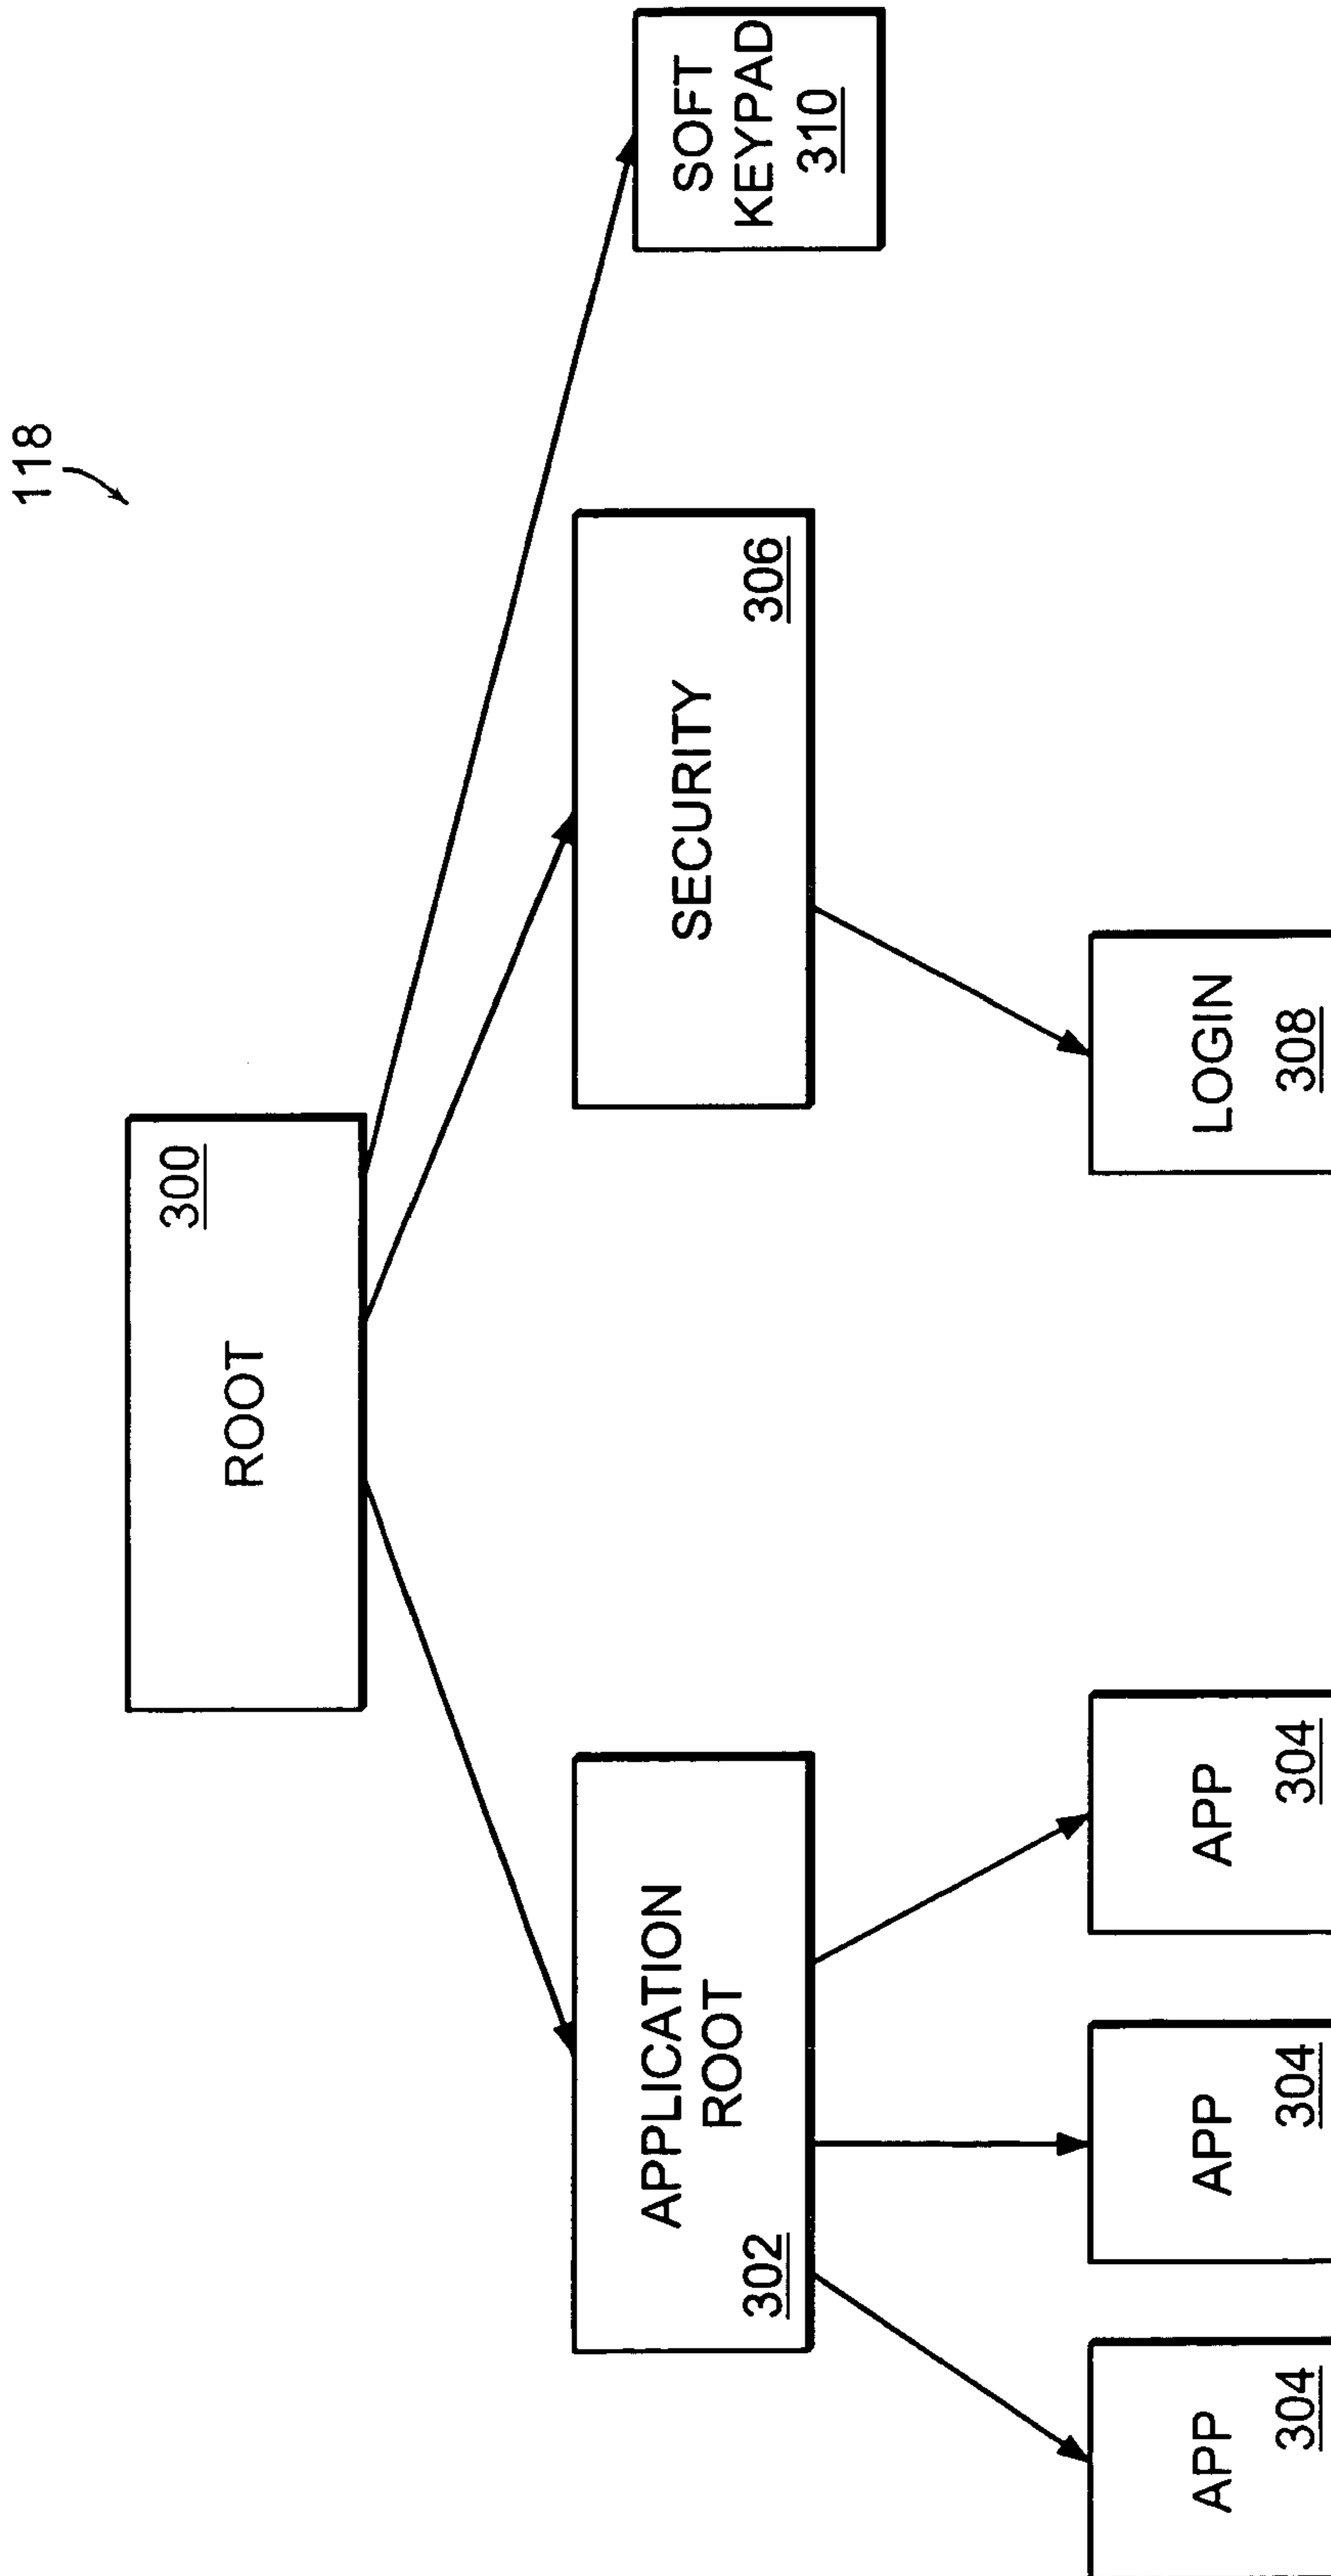 118
ROOT
300
APPLICATION
ROOT
302
SECURITY
306
SOFT
KEYPAD
310
APP
304
APP
304
APP
304
LOGIN
308